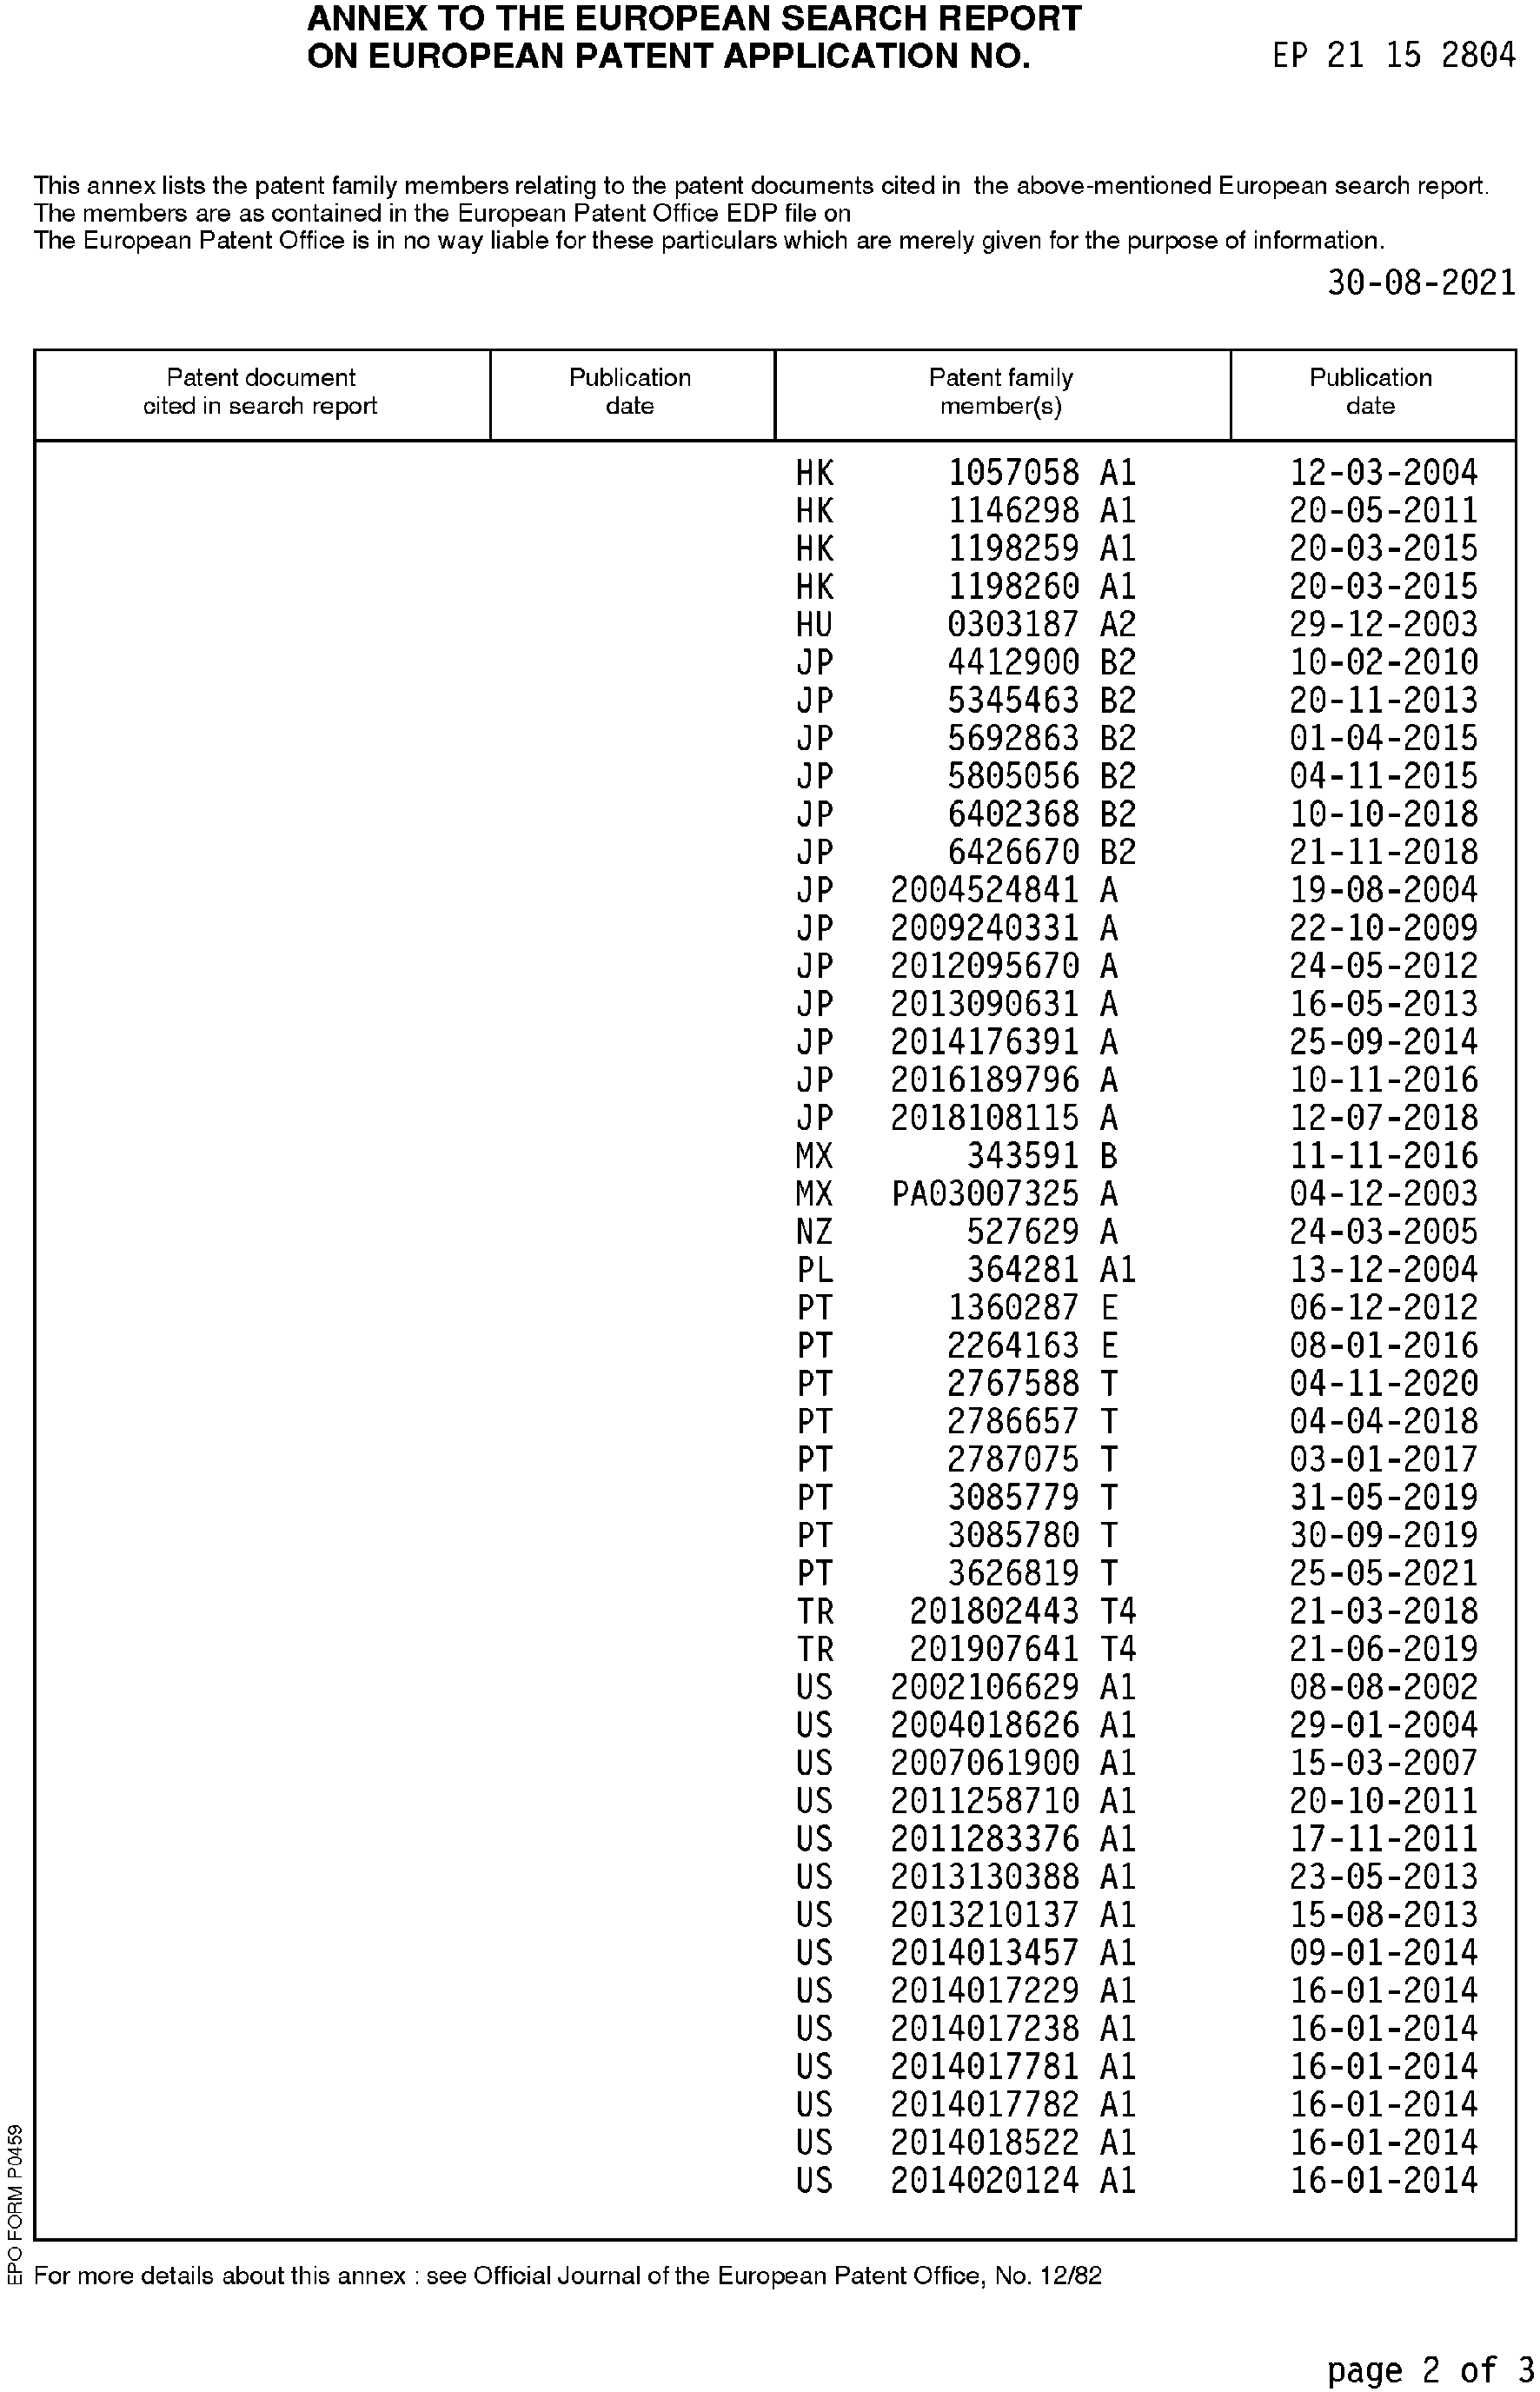 ANNEX TO THE EUROPEAN SEARCH REPORT
ON EUROPEAN PATENT APPLICATION NO. EP 21 15 2804
This annex lists the patent family members relating to the patent documents cited in the above-mentioned European search report.
The members are as contained in the European Patent Office EDP file on
The European Patent Office is in no way liable for these particulars which are merely given for the purpose of information.
30-08-2021
Patent document cited in search report | Publication date | Patent family member(s) | Publication date
HK 1057058 A1 12-03-2004
HK 1146298 A1 20-05-2011
HK 1198259 A1 20-03-2015
HK 1198260 A1 20-03-2015
HU 0303187 A2 29-12-2003
JP 4412900 B2 10-02-2010
JP 5345463 B2 20-11-2013
JP 5692863 B2 01-04-2015
JP 5805056 B2 04-11-2015
JP 6402368 B2 10-10-2018
JP 6426670 B2 21-11-2018
JP 2004524841 A 19-08-2004
JP 2009240331 A 22-10-2009
JP 2012095670 A 24-05-2012
JP 2013090631 A 16-05-2013
JP 2014176391 A 25-09-2014
JP 2016189796 A 10-11-2016
JP 2018108115 A 12-07-2018
MX 343591 B 11-11-2016
MX PA03007325 A 04-12-2003
NZ 527629 A 24-03-2005
PL 364281 A1 13-12-2004
PT 1360287 E 06-12-2012
PT 2264163 E 08-01-2016
PT 2767588 T 04-11-2020
PT 2786657 T 04-04-2018
PT 2787075 T 03-01-2017
PT 3085779 T 31-05-2019
PT 3085780 T 30-09-2019
PT 3626819 T 25-05-2021
TR 201802443 T4 21-03-2018
TR 201907641 T4 21-06-2019
US 2002106629 A1 08-08-2002
US 2004018626 A1 29-01-2004
US 2007061900 A1 15-03-2007
US 2011258710 A1 20-10-2011
US 2011283376 A1 17-11-2011
US 2013130388 A1 23-05-2013
US 2013210137 A1 15-08-2013
US 2014013457 A1 09-01-2014
US 2014017229 A1 16-01-2014
US 2014017238 A1 16-01-2014
US 2014017781 A1 16-01-2014
US 2014017782 A1 16-01-2014
US 2014018522 A1 16-01-2014
US 2014020124 A1 16-01-2014
EPO FORM P0459
For more details about this annex : see Official Journal of the European Patent Office, No. 12/82
page 2 of 3